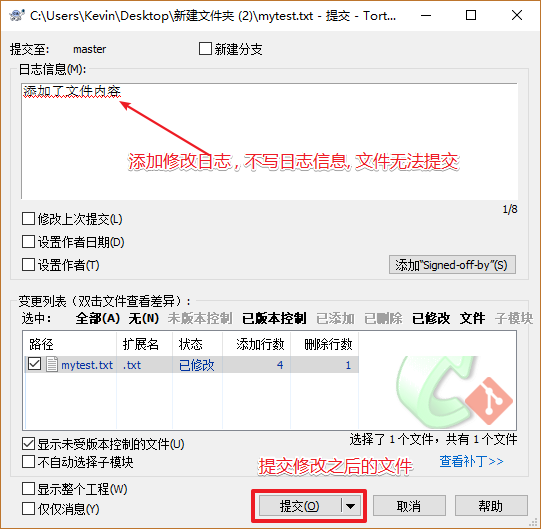 C:\Users\Kevin\Desktop\新建文件夹 (2)\mytest.txt - 提交 - Tort...
提交至: master 新建分支
日志信息(M):
添加了文件内容
添加修改日志，不写日志信息, 文件无法提交
1/8
修改上次提交(L)
设置作者日期(D)
设置作者(T) 添加"Signed-off-by"(S)
变更列表（双击文件查看差异）:
选中: 全部(A) 无(N) 未版本控制 已版本控制 已添加 已删除 已修改 文件 子模块
路径 扩展名 状态 添加行数 删除行数
mytest.txt .txt 已修改 4 1
显示未受版本控制的文件(U) 选择了 1 个文件，共有 1 个文件
不自动选择子模块 提交修改之后的文件 查看补丁>>
显示整个工程(W)
仅仅消息(Y) 提交(O) 取消 帮助